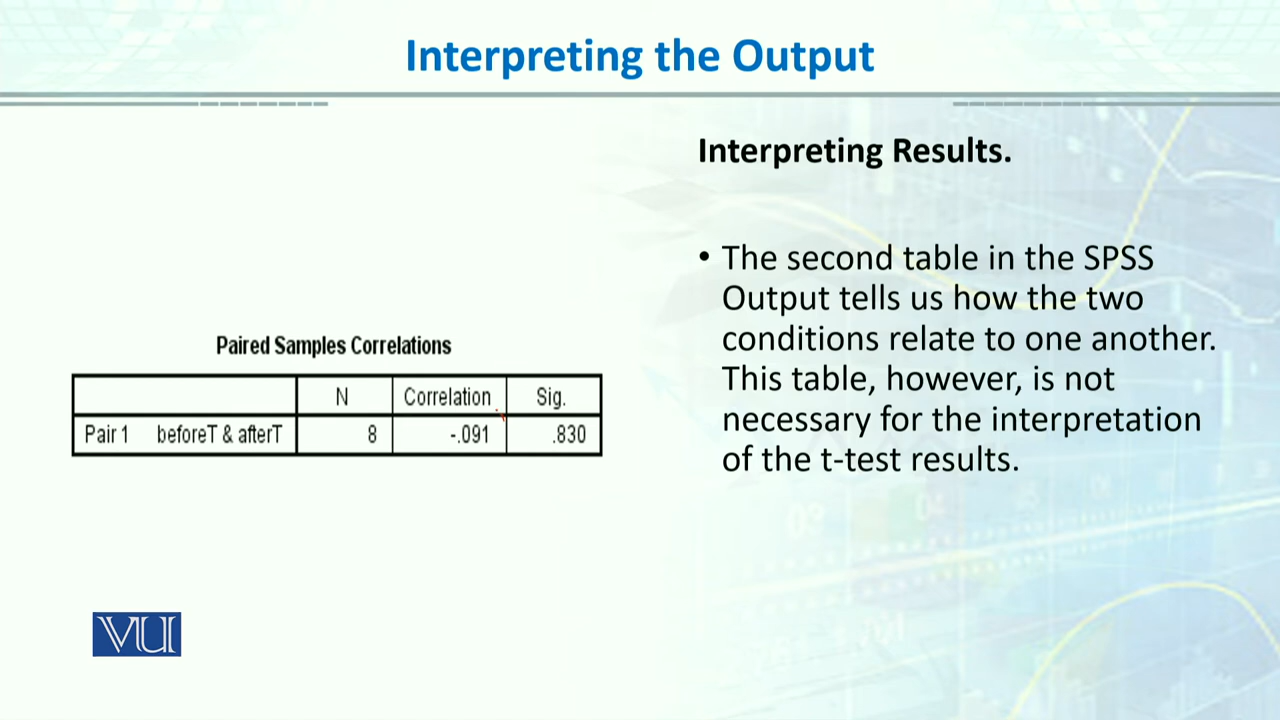 Interpreting the Output
Interpreting Results.
• The second table in the SPSS
Output tells us how the two
conditions relate to one another.
This table, however, is not
necessary for the interpretation
of the t-test results.
Paired Samples Correlations
N Correlation Sig.
Pair 1 beforeT & afterT 8 -.091 .830
VU